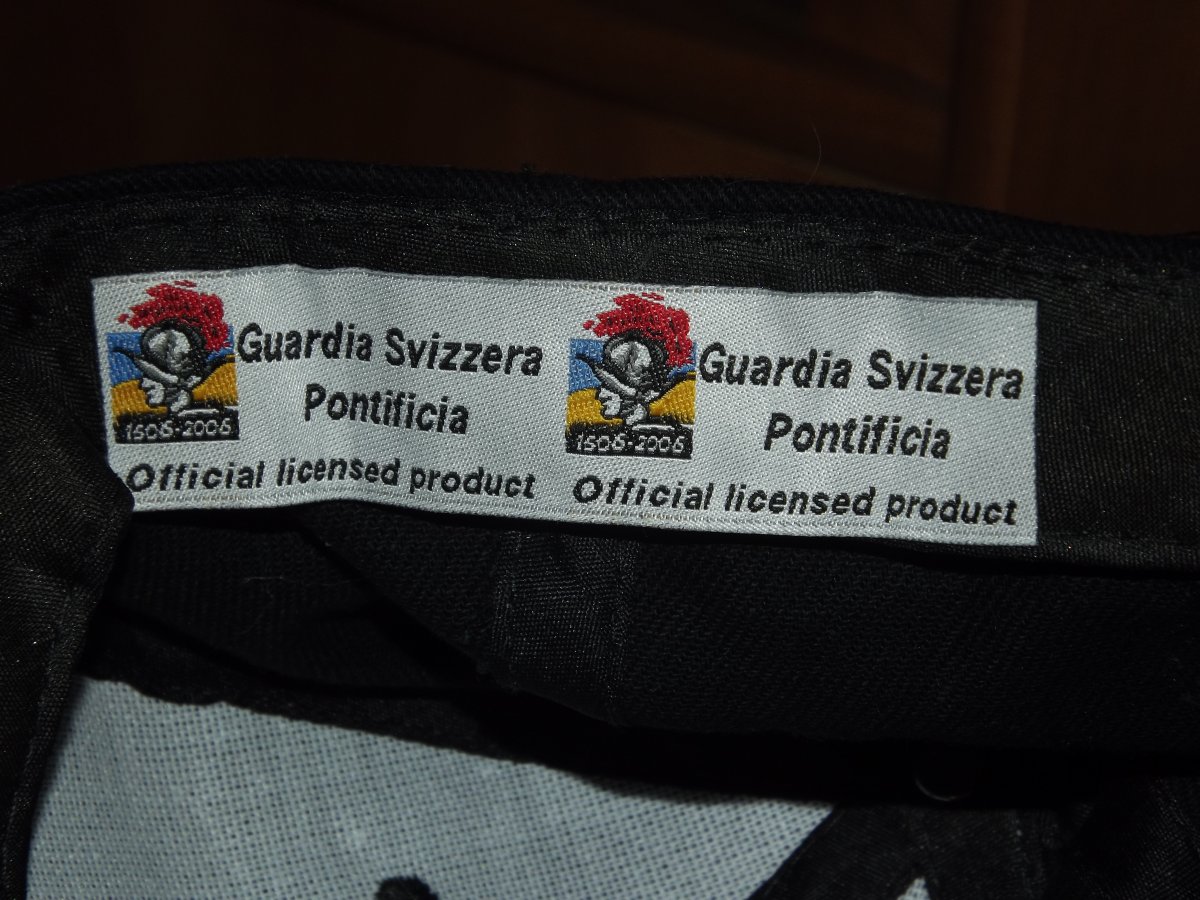 Guardia Svizzera
Pontificia
1506-2006
Official licensed product
Guardia Svizzera
Pontificia
1506-2006
Official licensed product